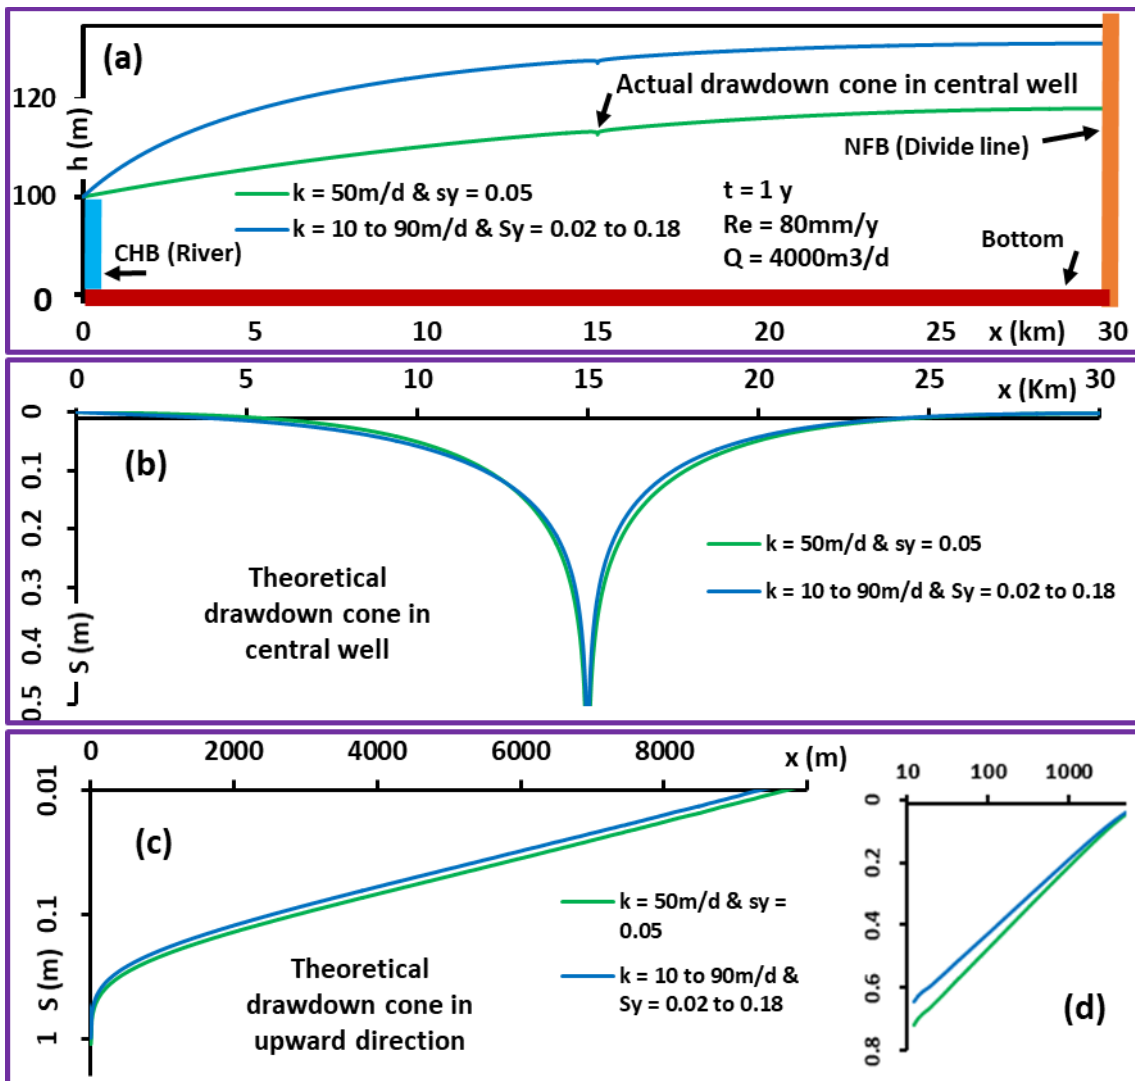 (a)
Actual drawdown cone in central well
120
h (m)
NFB (Divide line)
100
k = 50m/d & sy = 0.05
k = 10 to 90m/d & Sy = 0.02 to 0.18
t = 1 y
Re = 80mm/y
Q = 4000m3/d
CHB (River)
Bottom
0
0 5 10 15 20 25 x (km) 30
0 5 10 15 20 25 30
x (Km)
0
(b)
0.1
0.2
0.3
0.4
0.5
S (m)
k = 50m/d & sy = 0.05
k = 10 to 90m/d & Sy = 0.02 to 0.18
Theoretical
drawdown cone in
central well
0 2000 4000 6000 8000 x (m)
0.01
(c)
0.1
S (m)
1
k = 50m/d & sy =
0.05
k = 10 to 90m/d &
Sy = 0.02 to 0.18
Theoretical
drawdown cone in
upward direction
10 100 1000
0
0.2
0.4
0.6
0.8
(d)